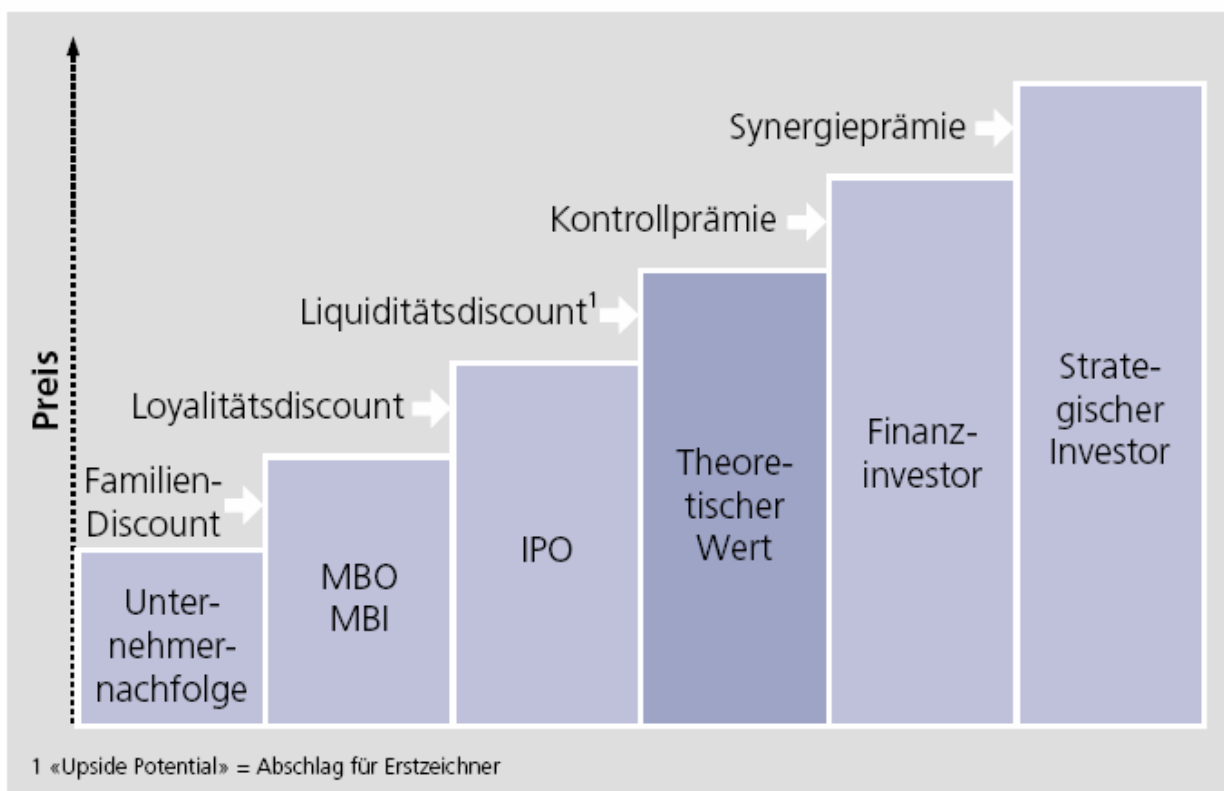 Preis
Synergieprämie
Kontrollprämie
Liquiditätsdiscount¹
Loyalitätsdiscount
Familien-
Discount
Unter-
nehmer-
nachfolge
MBO
MBI
IPO
Theore-
tischer
Wert
Finanz-
investor
Strate-
gischer
Investor
1 «Upside Potential» = Abschlag für Erstzeichner